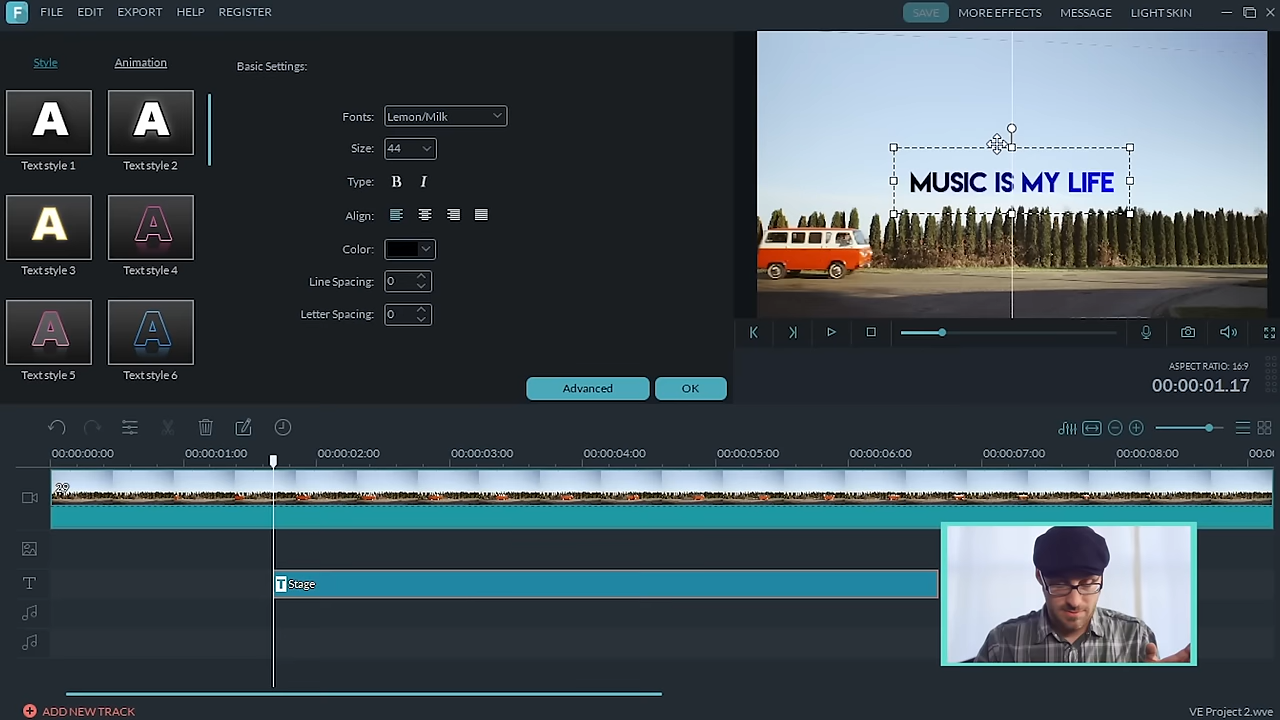 F FILE EDIT EXPORT HELP REGISTER SAVE MORE EFFECTS MESSAGE LIGHT SKIN
Style Animation
Basic Settings:
A A
Text style 1 Text style 2
A A
Text style 3 Text style 4
A A
Text style 5 Text style 6
Fonts: Lemon/Milk
Size: 44
Type: B I
Align:
Color:
Line Spacing: 0
Letter Spacing: 0
Advanced OK
MUSIC IS MY LIFE
ASPECT RATIO: 16:9
00:00:01.17
00:00:00:00 00:00:01:00 00:00:02:00 00:00:03:00 00:00:04:00 00:00:05:00 00:00:06:00 00:00:07:00 00:00:08:00 00:0
29
T T Stage
ADD NEW TRACK
VE Project 2.wve